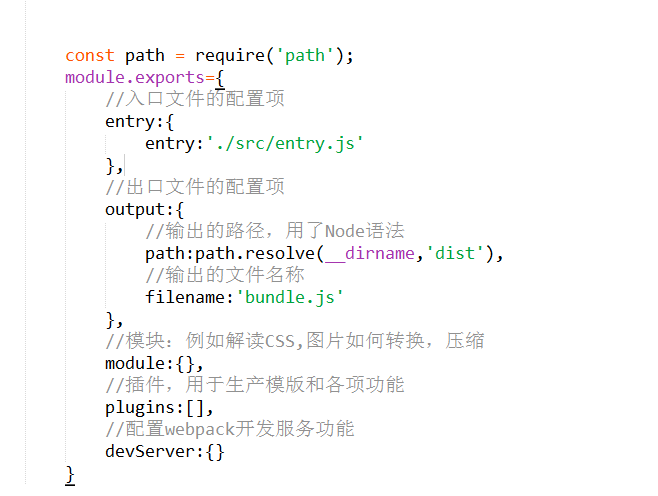 const path = require('path');
module.exports={
    //入口文件的配置项
    entry:{
        entry:'./src/entry.js'
    },
    //出口文件的配置项
    output:{
        //输出的路径，用了Node语法
        path:path.resolve(__dirname,'dist'),
        //输出的文件名称
        filename:'bundle.js'
    },
    //模块：例如解读CSS,图片如何转换，压缩
    module:{},
    //插件，用于生产模版和各项功能
    plugins:[],
    //配置webpack开发服务功能
    devServer:{}
}